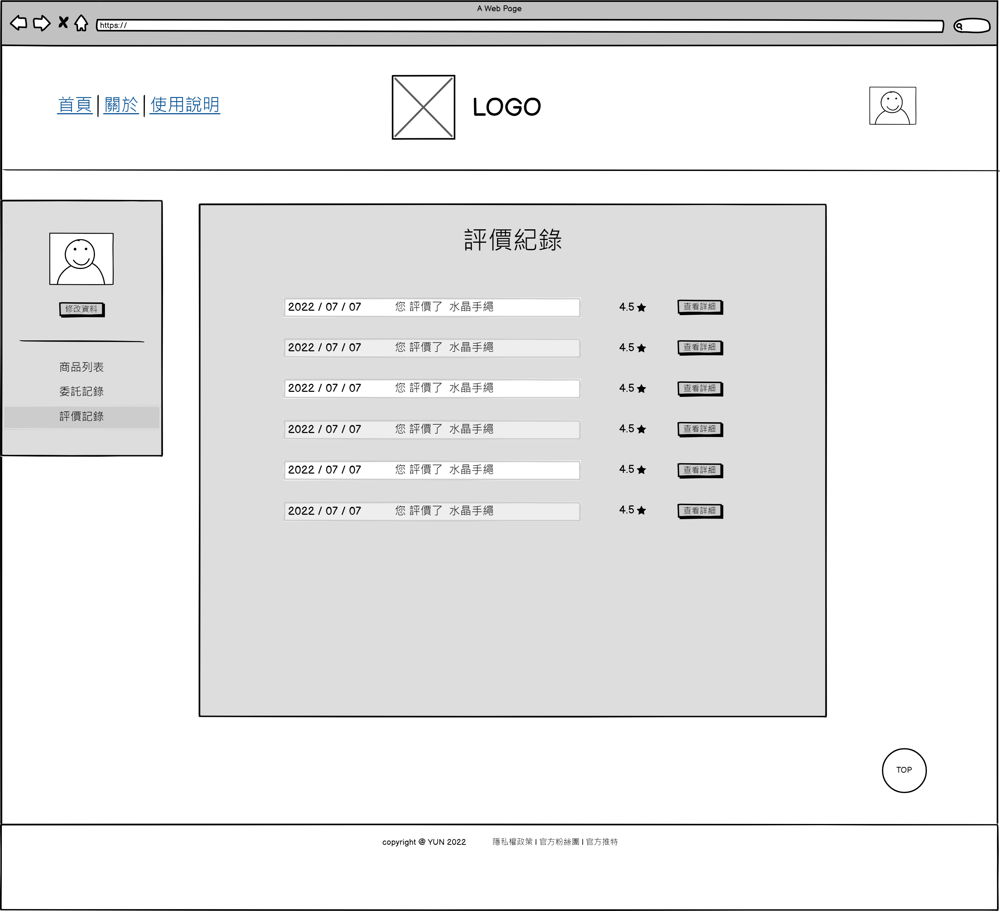 A Web Page
https://
首頁 | 關於 | 使用說明
LOGO
修改資料
商品列表
委託記錄
評價記錄
評價紀錄
2022 / 07 / 07 您 評價了 水晶手繩 4.5 ★ 查看詳細
2022 / 07 / 07 您 評價了 水晶手繩 4.5 ★ 查看詳細
2022 / 07 / 07 您 評價了 水晶手繩 4.5 ★ 查看詳細
2022 / 07 / 07 您 評價了 水晶手繩 4.5 ★ 查看詳細
2022 / 07 / 07 您 評價了 水晶手繩 4.5 ★ 查看詳細
2022 / 07 / 07 您 評價了 水晶手繩 4.5 ★ 查看詳細
TOP
copyright @ YUN 2022 隱私權政策 | 官方粉絲團 | 官方推特